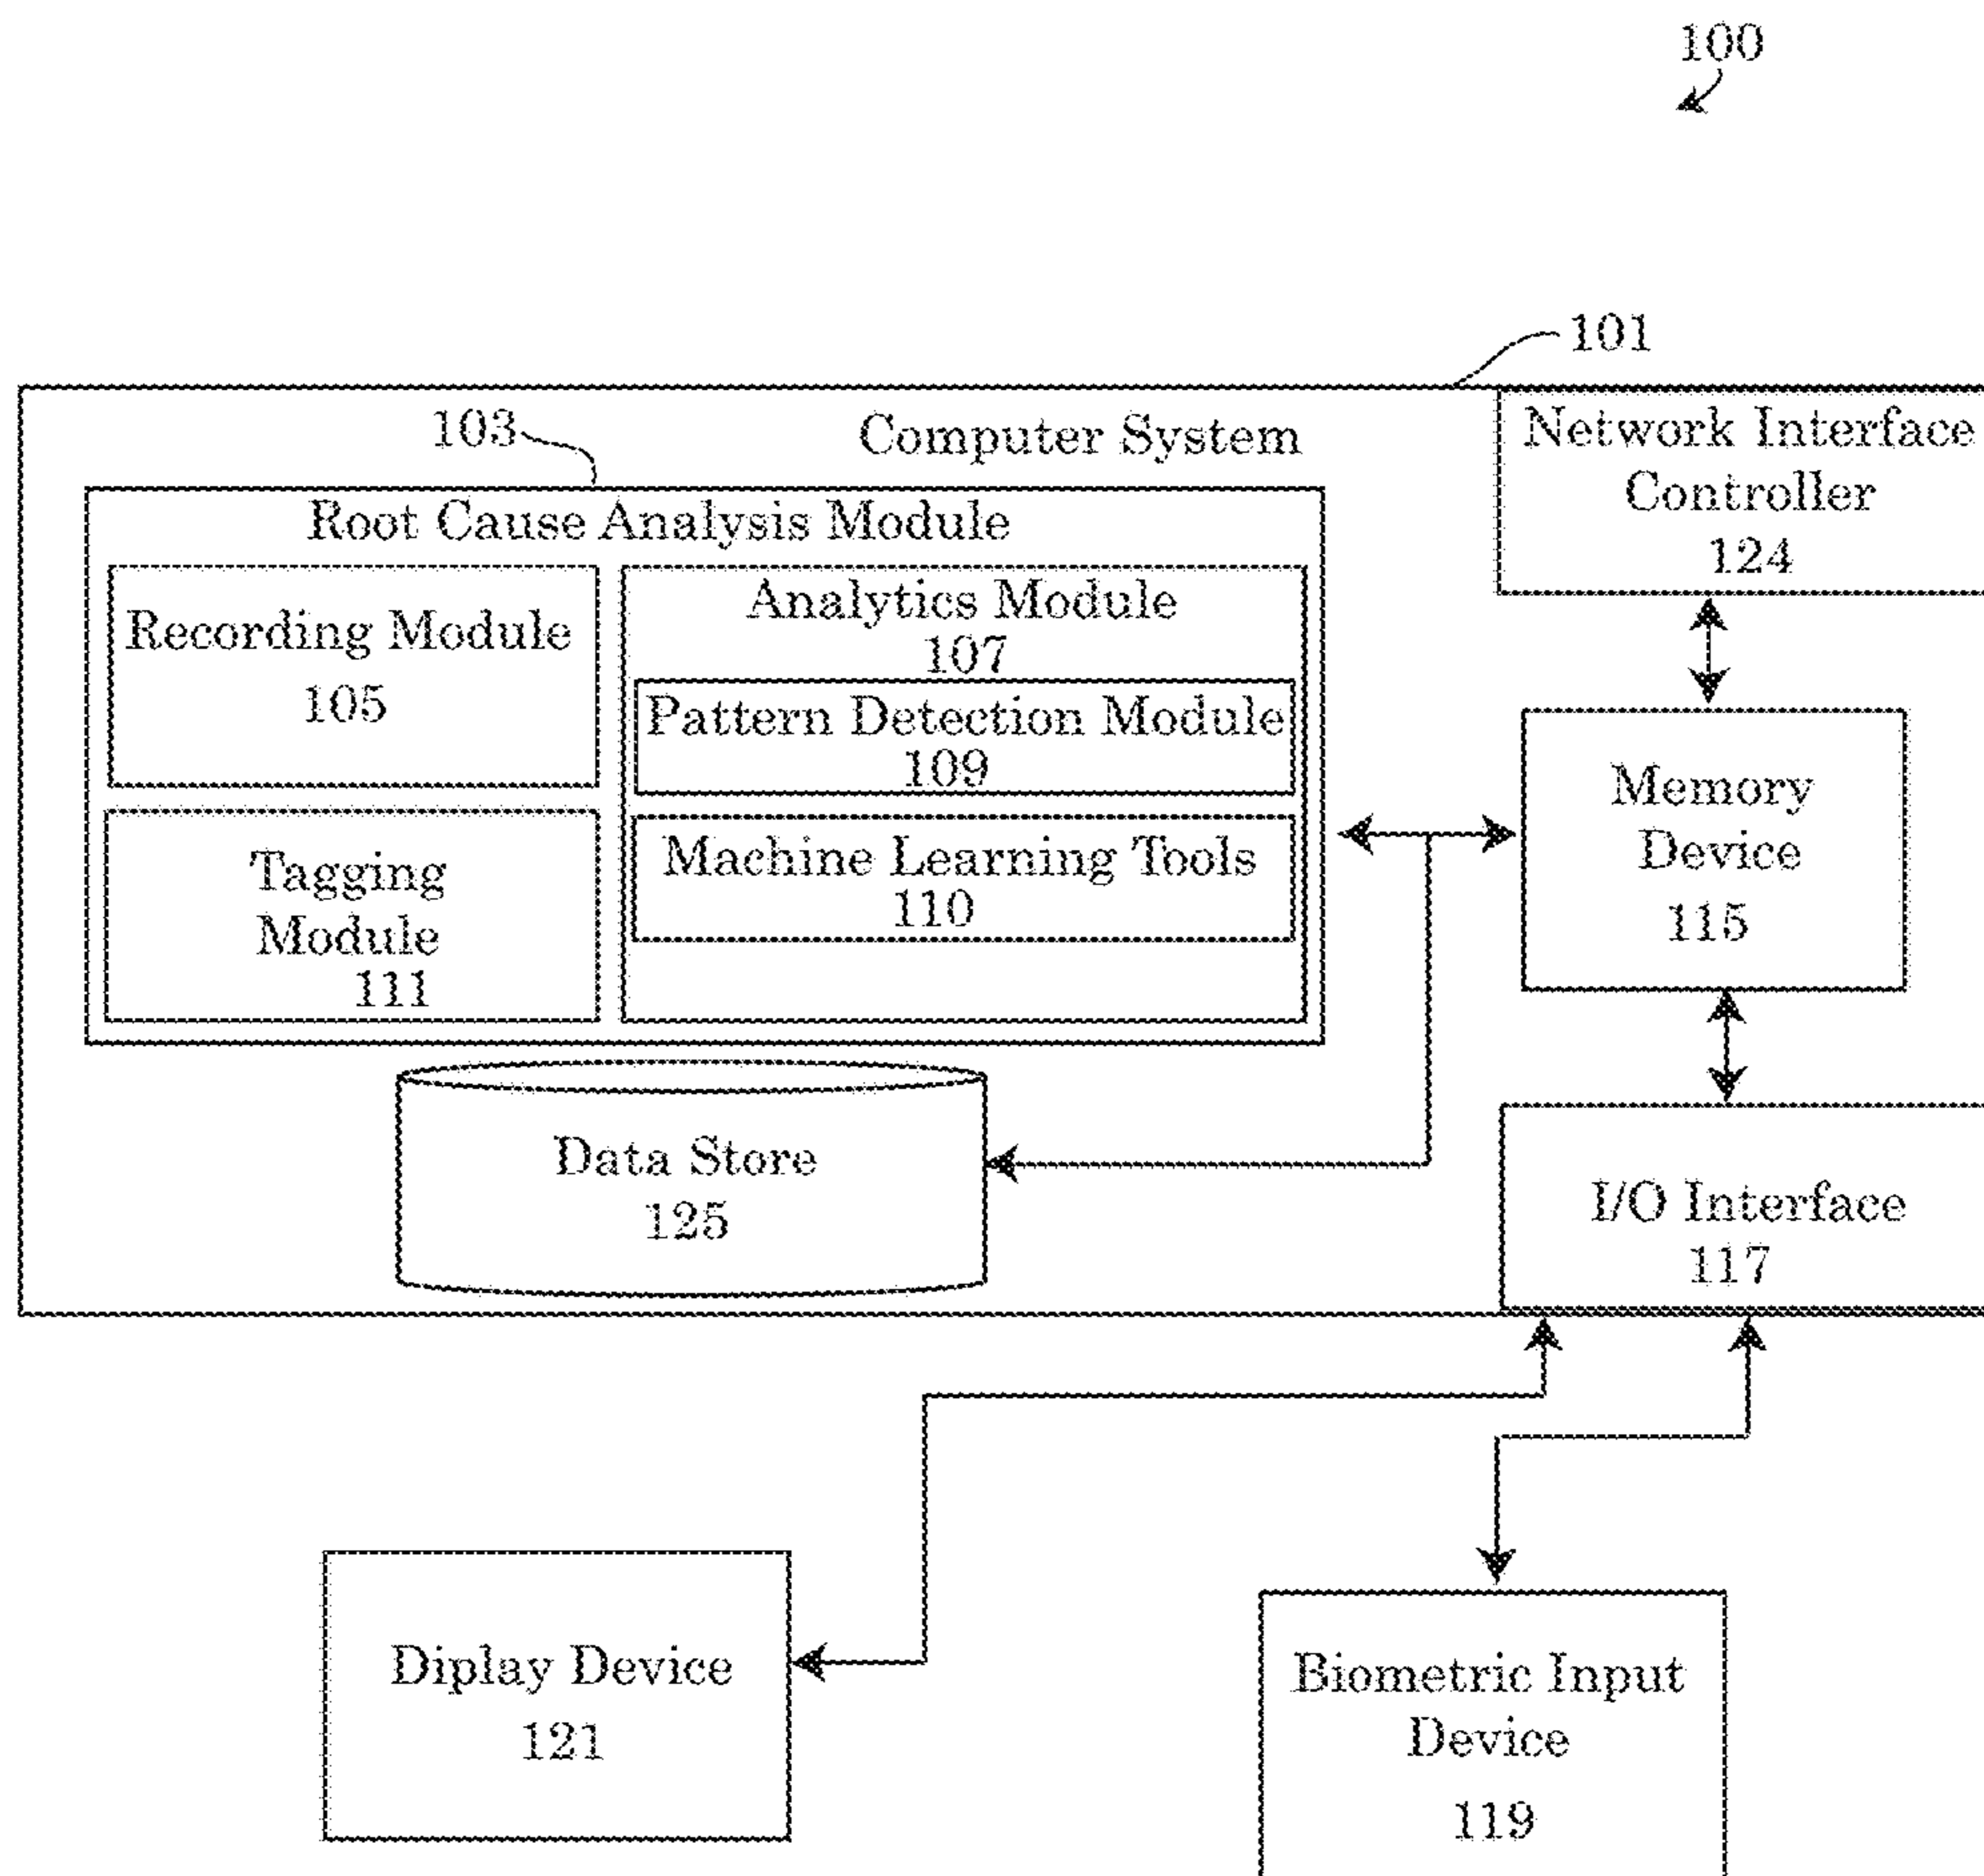 100
101
103
Computer System
Network Interface
Controller
124
Root Cause Analysis Module
Recording Module
105
Analytics Module
107
Pattern Detection Module
109
Machine Learning Tools
110
Tagging
Module
111
Memory
Device
115
Data Store
125
I/O Interface
117
Diplay Device
121
Biometric Input
Device
119